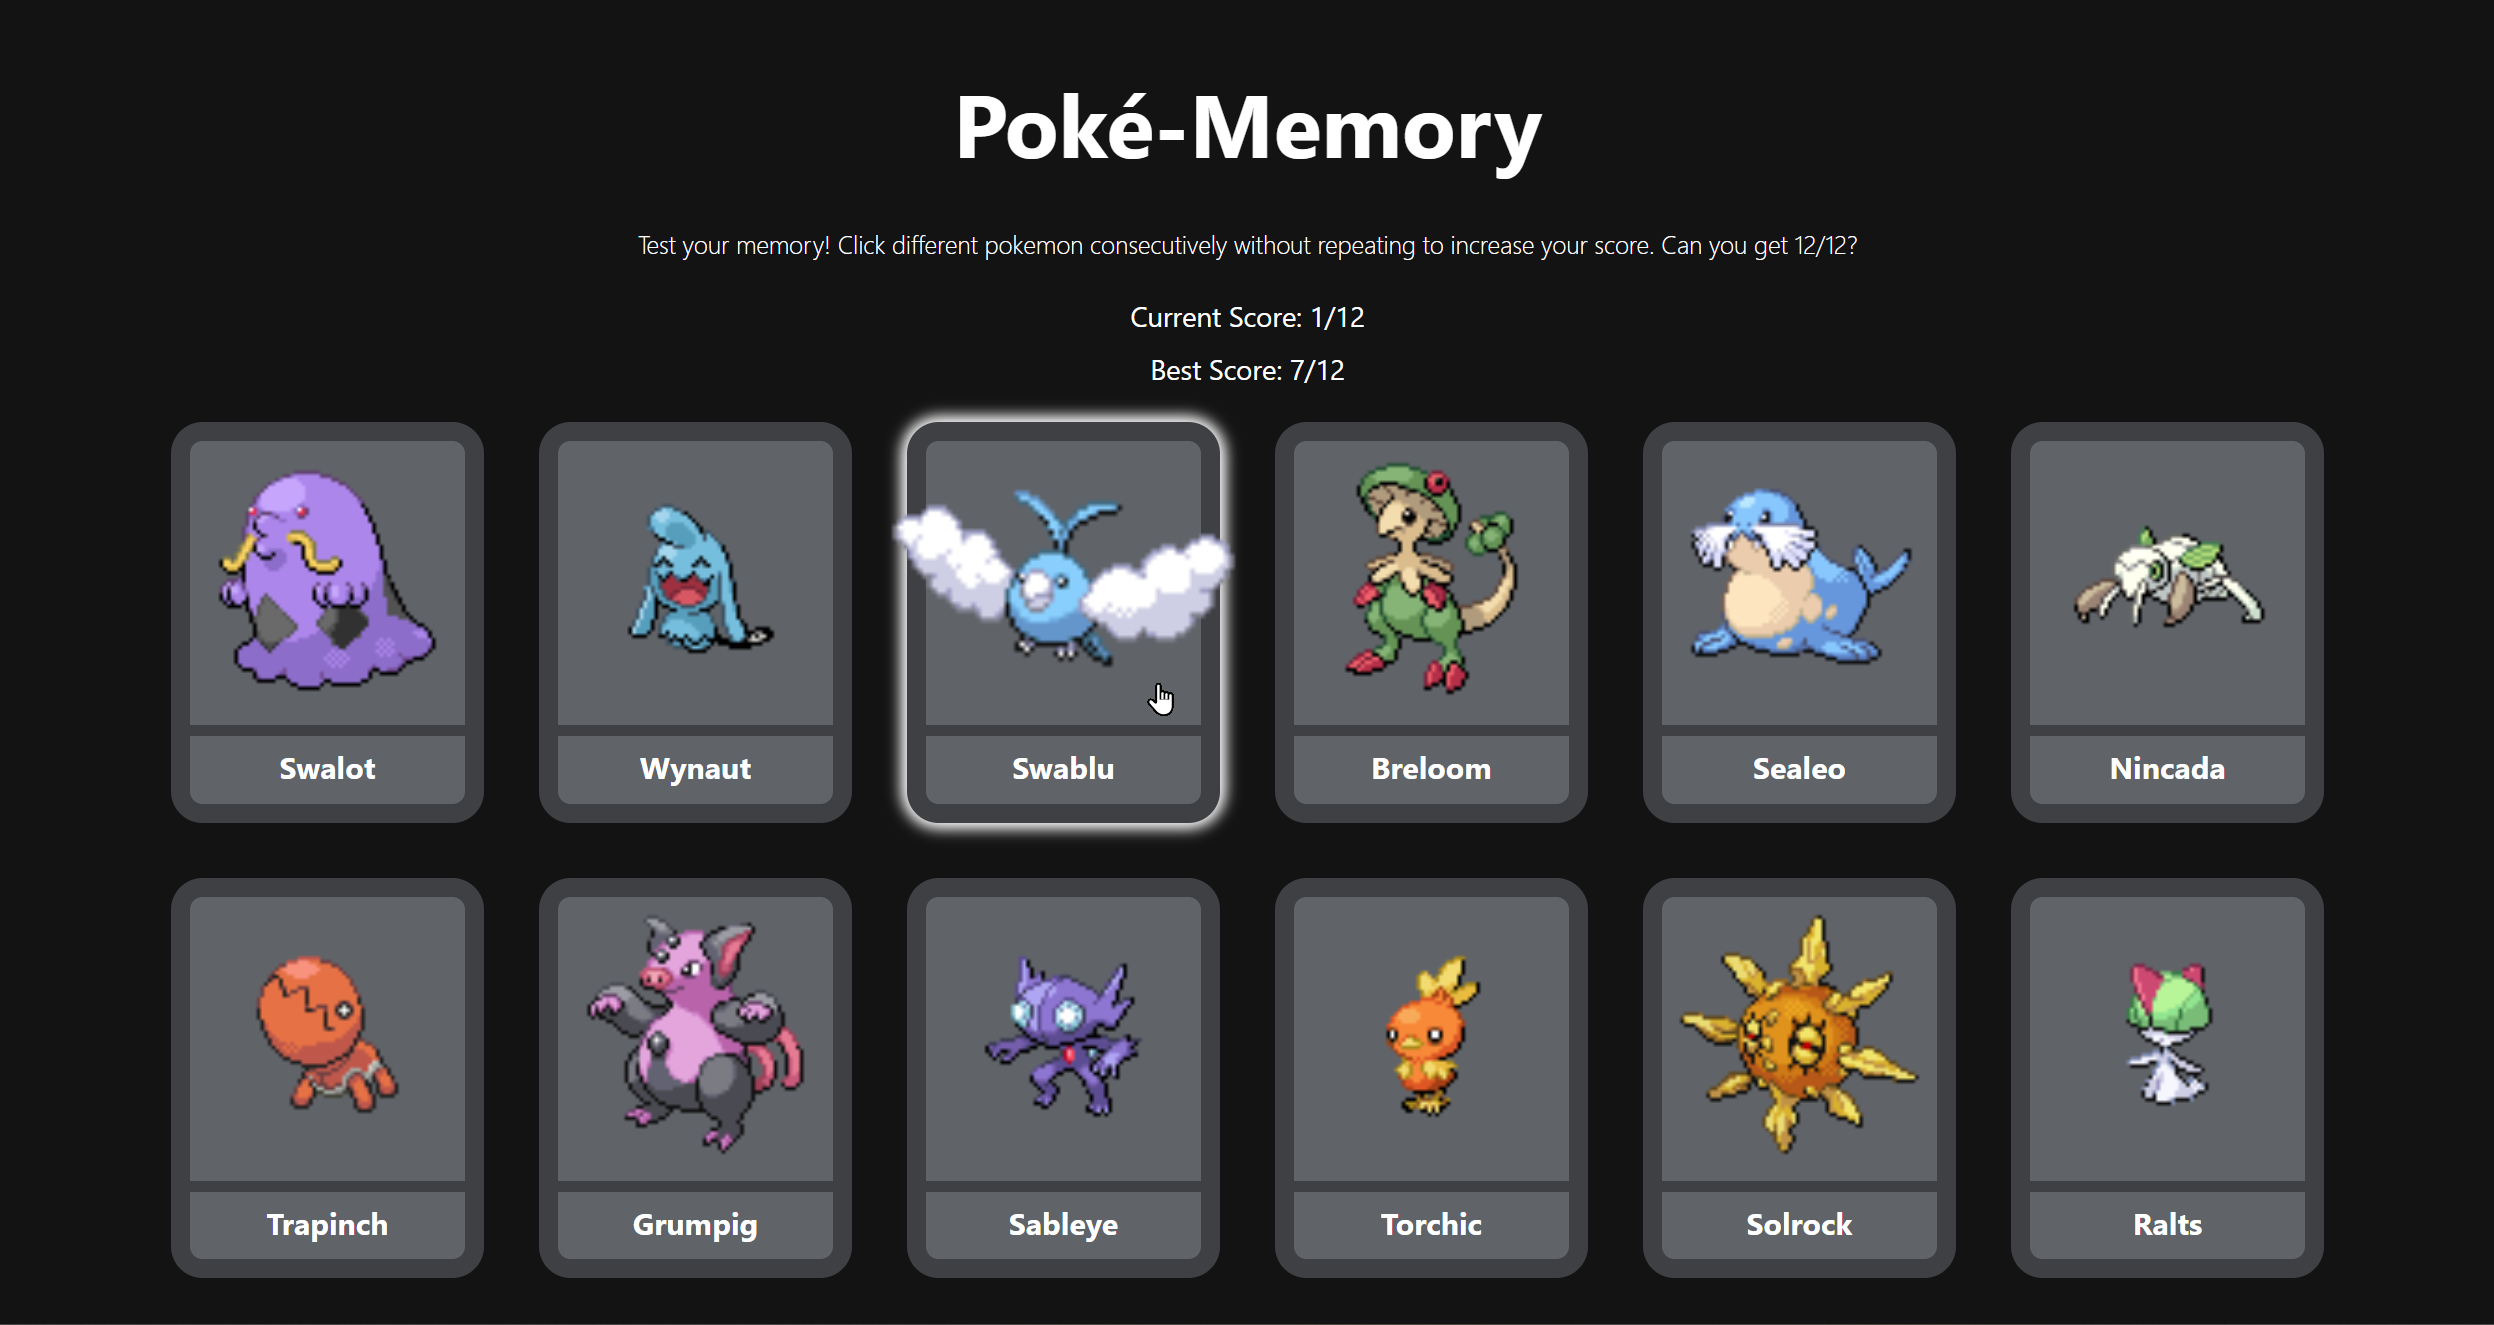 Poké-Memory
Test your memory! Click different pokemon consecutively without repeating to increase your score. Can you get 12/12?
Current Score: 1/12
Best Score: 7/12
Swalot
Wynaut
Swablu
Breloom
Sealeo
Nincada
Trapinch
Grumpig
Sableye
Torchic
Solrock
Ralts